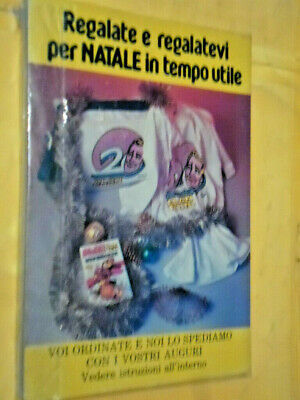 Regalate e regalatevi
per NATALE in tempo utile
VOI ORDINATE E NOI LO SPEDIAMO
CON I VOSTRI AUGURI
Vedere istruzioni all'interno